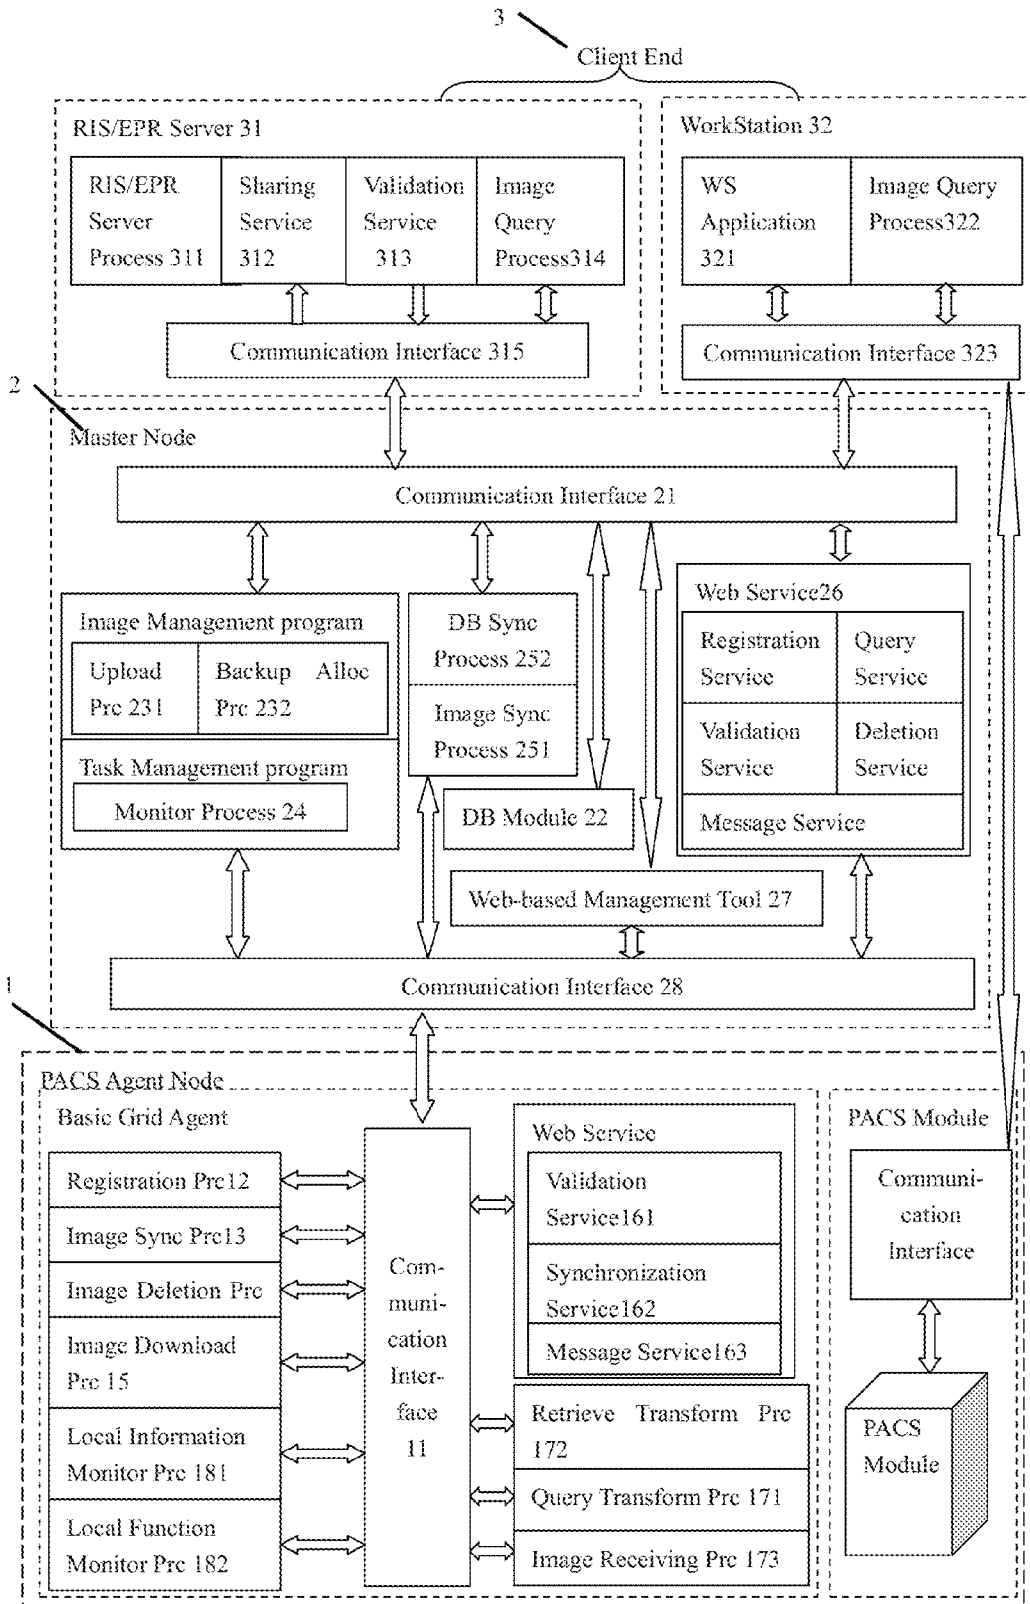 3
Client End
RIS/EPR Server 31
RIS/EPR
Server
Process 311
Sharing
Service
312
Validation
Service
313
Image
Query
Process314
Communication Interface 315
WorkStation 32
WS
Application
321
Image Query
Process322
Communication Interface 323
2
Master Node
Communication Interface 21
Image Management program
Upload
Prc 231
Backup Alloc
Prc 232
Task Management program
Monitor Process 24
DB Sync
Process 252
Image Sync
Process 251
DB Module 22
Web-based Management Tool 27
Web Service26
Registration
Service
Query
Service
Validation
Service
Deletion
Service
Message Service
Communication Interface 28
1
PACS Agent Node
Basic Grid Agent
Registration Prc12
Image Sync Prc13
Image Deletion Prc
Image Download
Prc 15
Local Information
Monitor Prc 181
Local Function
Monitor Prc 182
Com-
muni-
cation
Inter-
face
11
Web Service
Validation
Service161
Synchronization
Service162
Message Service163
Retrieve Transform Prc
172
Query Transform Prc 171
Image Receiving Prc 173
PACS Module
Communi-
cation
Interface
PACS
Module